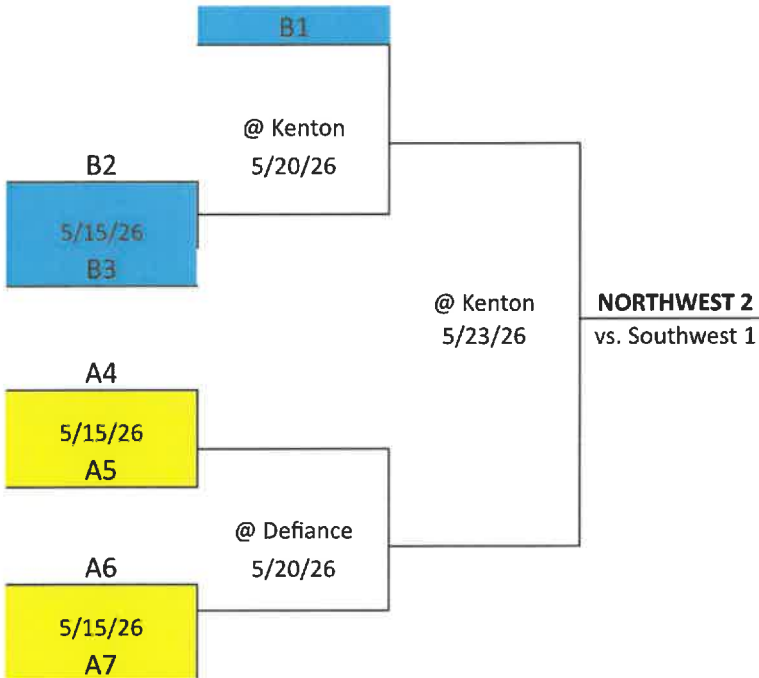 B1
@ Kenton
5/20/26
B2
5/15/26
B3
@ Kenton
5/23/26
NORTHWEST 2
vs. Southwest 1
A4
5/15/26
A5
@ Defiance
5/20/26
A6
5/15/26
A7